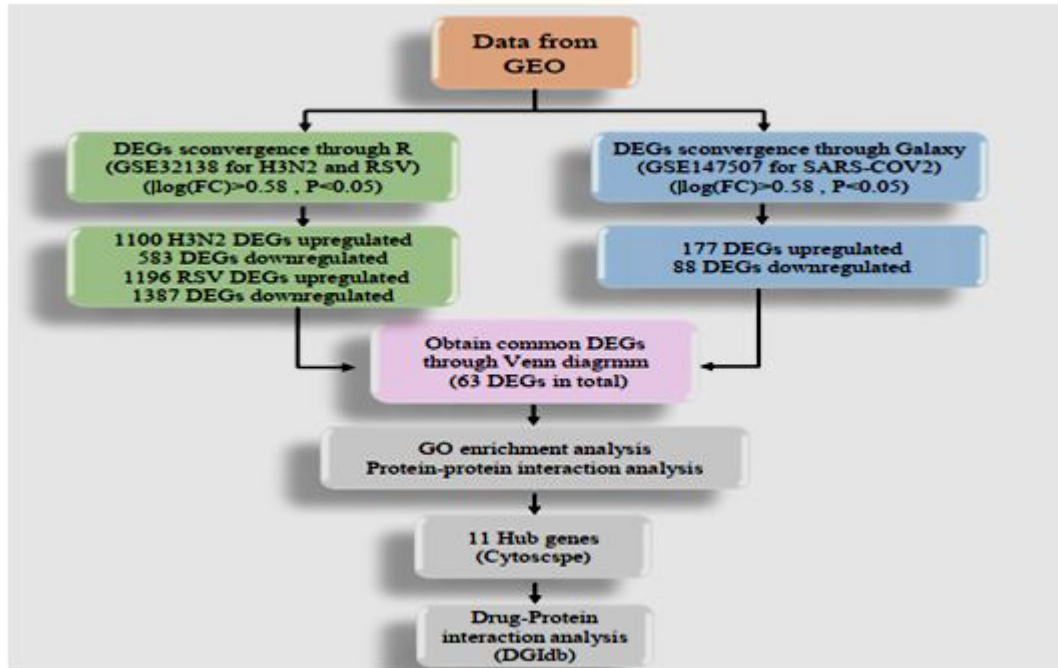 Data from
GEO
DEGs sconvergence through R
(GSE32138 for H3N2 and RSV)
(|log(FC)>0.58 , P<0.05)
DEGs sconvergence through Galaxy
(GSE147507 for SARS-COV2)
(|log(FC)>0.58 , P<0.05)
1100 H3N2 DEGs upregulated
583 DEGs downregulated
1196 RSV DEGs upregulated
1387 DEGs downregulated
177 DEGs upregulated
88 DEGs downregulated
Obtain common DEGs
through Venn diagrmm
(63 DEGs in total)
GO enrichment analysis
Protein-protein interaction analysis
11 Hub genes
(Cytoscspe)
Drug-Protein
interaction analysis
(DGIdb)